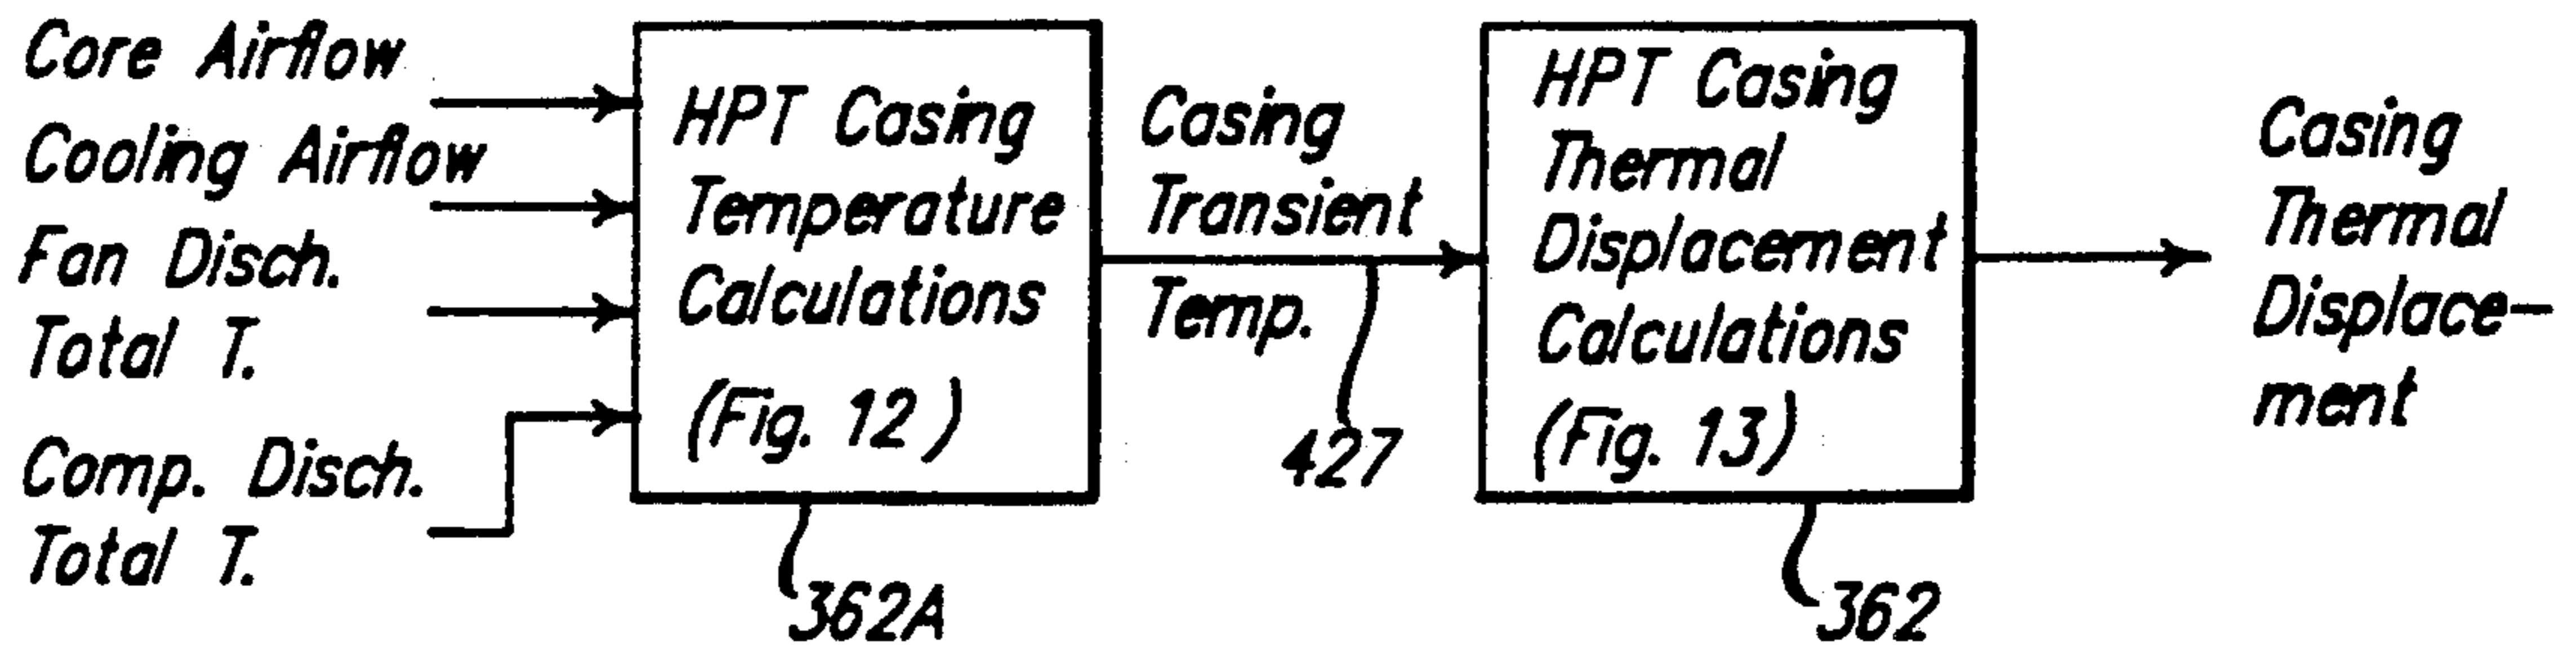 Core Airflow
Cooling Airflow
Fan Disch.
Total T.
Comp. Disch.
Total T.
HPT Casing
Temperature
Calculations
(Fig. 12)
362A
Casing
Transient
Temp.
427
HPT Casing
Thermal
Displacement
Calculations
(Fig. 13)
362
Casing
Thermal
Displace-
ment